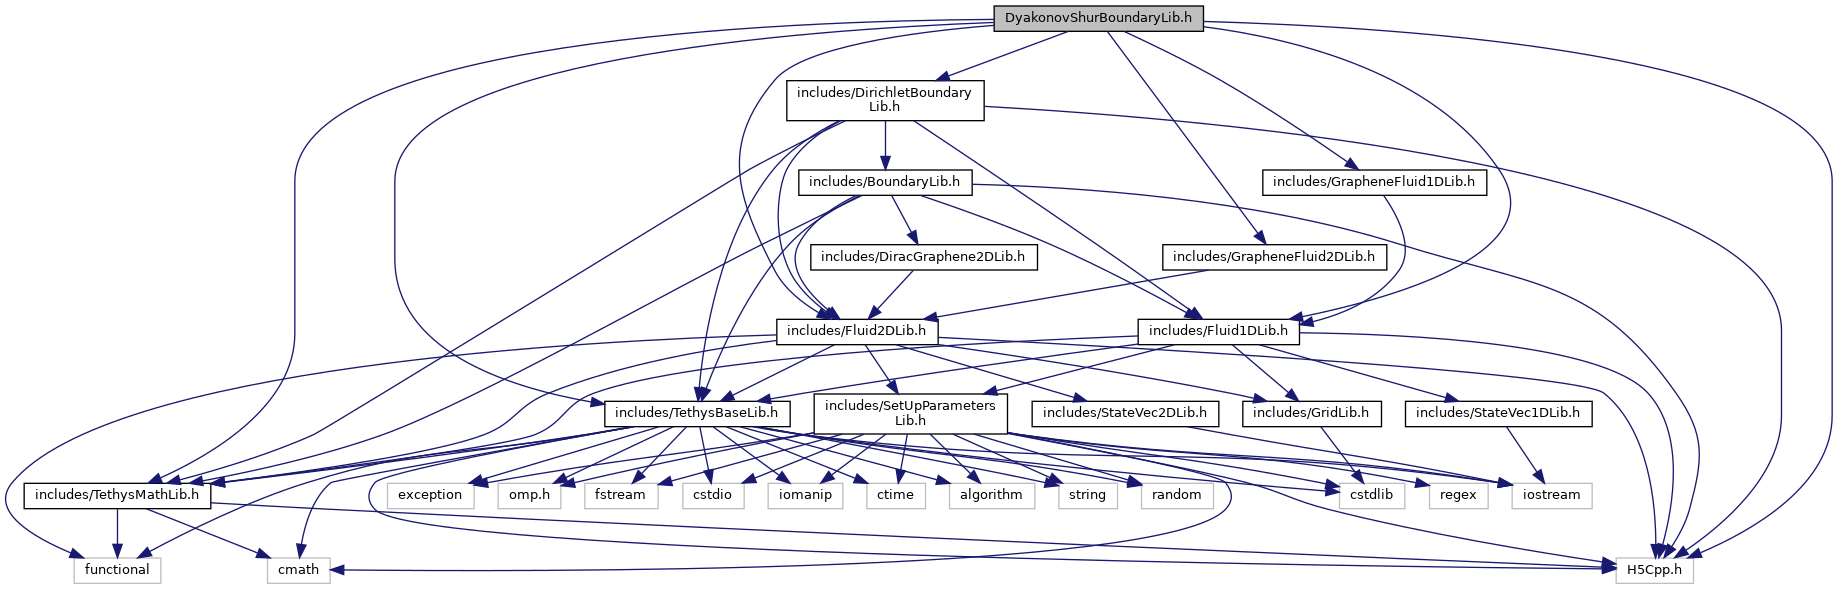 DyakonovShurBoundaryLib.h
includes/DirichletBoundary
Lib.h
includes/BoundaryLib.h
includes/GrapheneFluid1DLib.h
includes/DiracGraphene2DLib.h
includes/GrapheneFluid2DLib.h
includes/Fluid2DLib.h
includes/Fluid1DLib.h
includes/TethysBaseLib.h
includes/SetUpParameters
Lib.h
includes/StateVec2DLib.h
includes/GridLib.h
includes/StateVec1DLib.h
includes/TethysMathLib.h
exception
omp.h
fstream
cstdio
iomanip
ctime
algorithm
string
random
cstdlib
regex
iostream
functional
cmath
H5Cpp.h